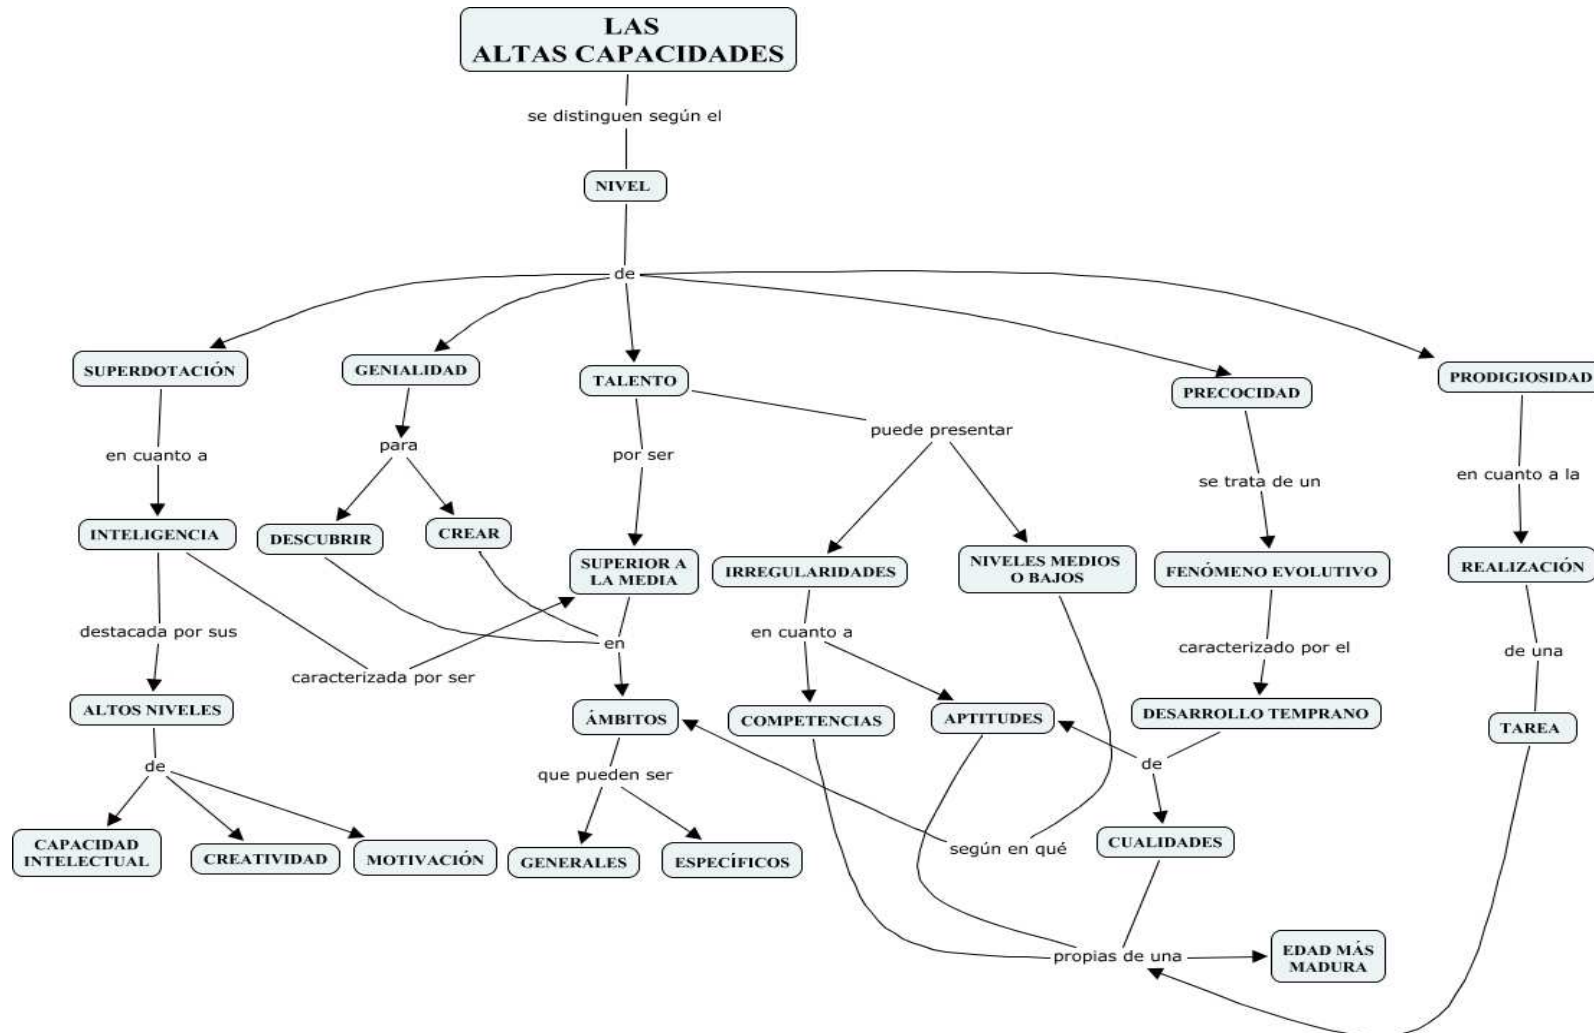 LAS
ALTAS CAPACIDADES
se distinguen según el
NIVEL
de
SUPERDOTACIÓN
GENIALIDAD
TALENTO
PRECOCIDAD
PRODIGIOSIDAD
en cuanto a
para
por ser
puede presentar
se trata de un
en cuanto a la
INTELIGENCIA
DESCUBRIR
CREAR
SUPERIOR A
LA MEDIA
IRREGULARIDADES
NIVELES MEDIOS
O BAJOS
FENÓMENO EVOLUTIVO
REALIZACIÓN
destacada por sus
caracterizada por ser
en
en cuanto a
caracterizado por el
de una
ALTOS NIVELES
ÁMBITOS
COMPETENCIAS
APTITUDES
DESARROLLO TEMPRANO
TAREA
de
que pueden ser
de
CAPACIDAD
INTELECTUAL
CREATIVIDAD
MOTIVACIÓN
GENERALES
ESPECÍFICOS
según en qué
CUALIDADES
propias de una
EDAD MÁS
MADURA